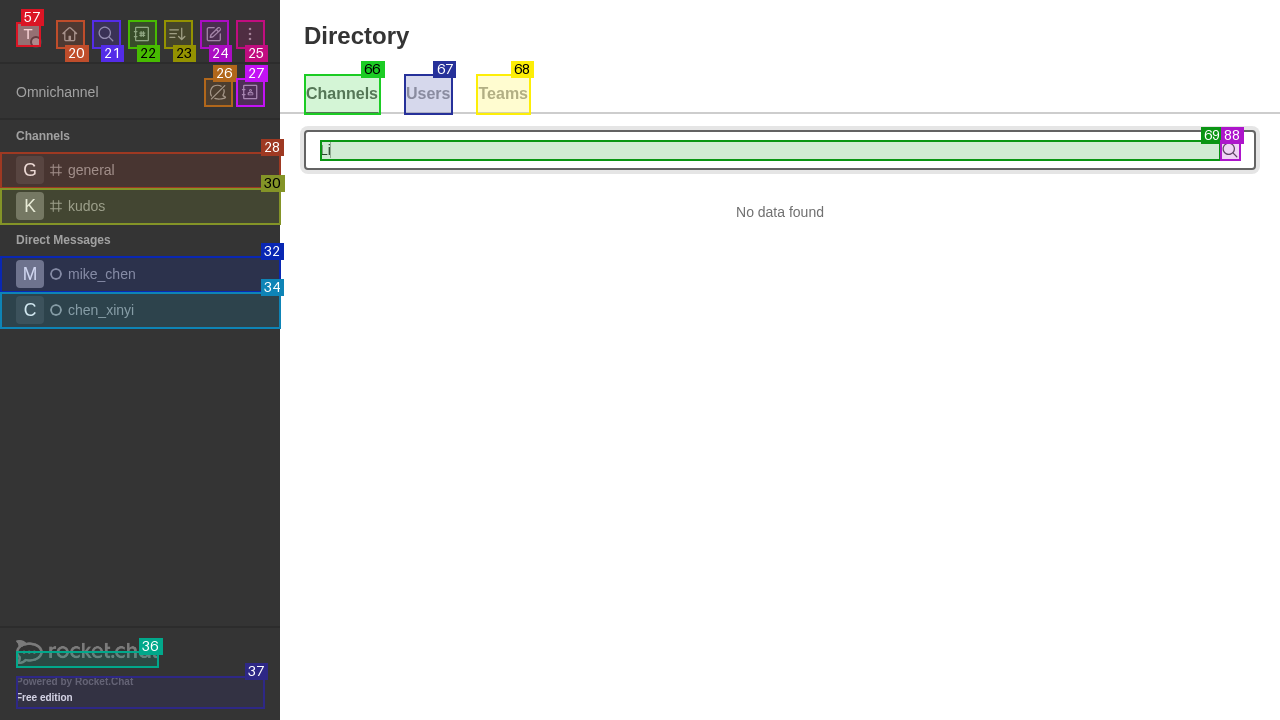 57
T
20
21
22
23
24
25
Omnichannel
26
27
Channels
28
G general
30
K kudos
Direct Messages
32
M mike_chen
34
C chen_xinyi
36
rocket.chat
37
Powered by Rocket.Chat
Free edition
Directory
66
67
68
Channels Users Teams
69 88
Li
No data found